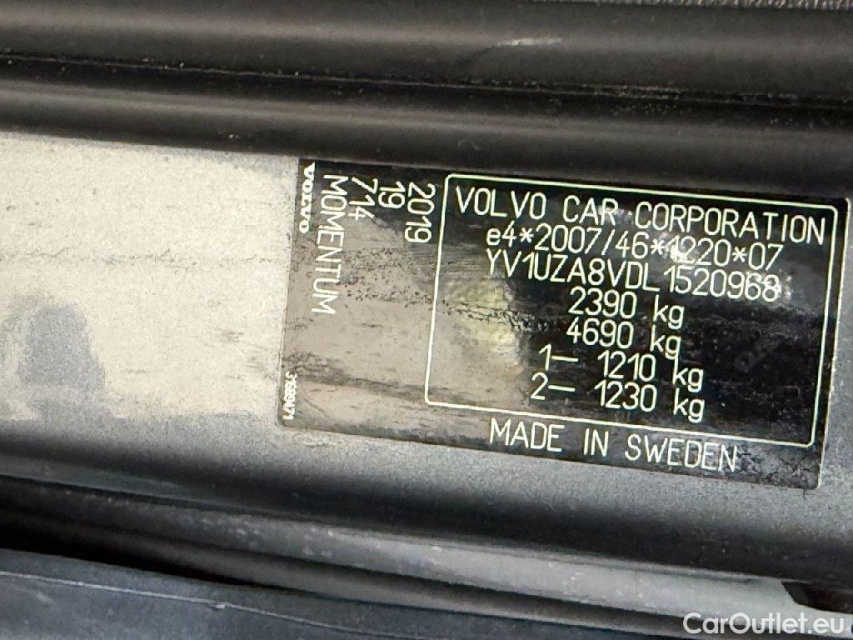 VOLVO CAR CORPORATION
e4*2007/46*4220*07
YV1UZA8VDL1520968
2390 kg
4690 kg
1– 1210 kg
2– 1230 kg
MADE IN SWEDEN
2019
19
714
MOMENTUM
VOLVO
CarOutlet.eu